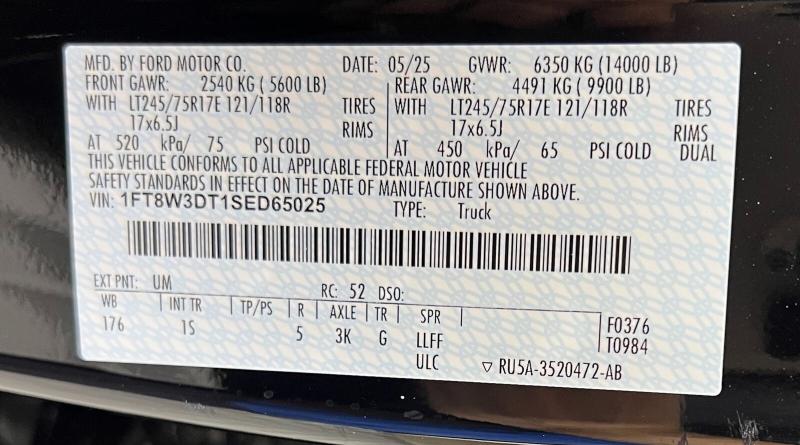 MFD. BY FORD MOTOR CO. DATE: 05/25 GVWR: 6350 KG (14000 LB)
FRONT GAWR: 2540 KG ( 5600 LB) REAR GAWR: 4491 KG ( 9900 LB)
WITH LT245/75R17E 121/118R TIRES WITH LT245/75R17E 121/118R TIRES
17x6.5J RIMS 17x6.5J RIMS
AT 520 kPa/ 75 PSI COLD AT 450 kPa/ 65 PSI COLD DUAL
THIS VEHICLE CONFORMS TO ALL APPLICABLE FEDERAL MOTOR VEHICLE
SAFETY STANDARDS IN EFFECT ON THE DATE OF MANUFACTURE SHOWN ABOVE.
VIN: 1FT8W3DT1SED65025 TYPE: Truck
EXT PNT: UM RC: 52 DSO:
WB INT TR TP/PS R AXLE TR SPR F0376
176 1S 5 3K G LLFF T0984
ULC ▽ RU5A-3520472-AB